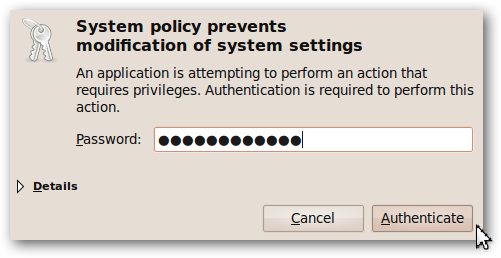 System policy prevents
modification of system settings
An application is attempting to perform an action that
requires privileges. Authentication is required to perform this
action.
Password: ●●●●●●●●●●●●
Details
Cancel Authenticate